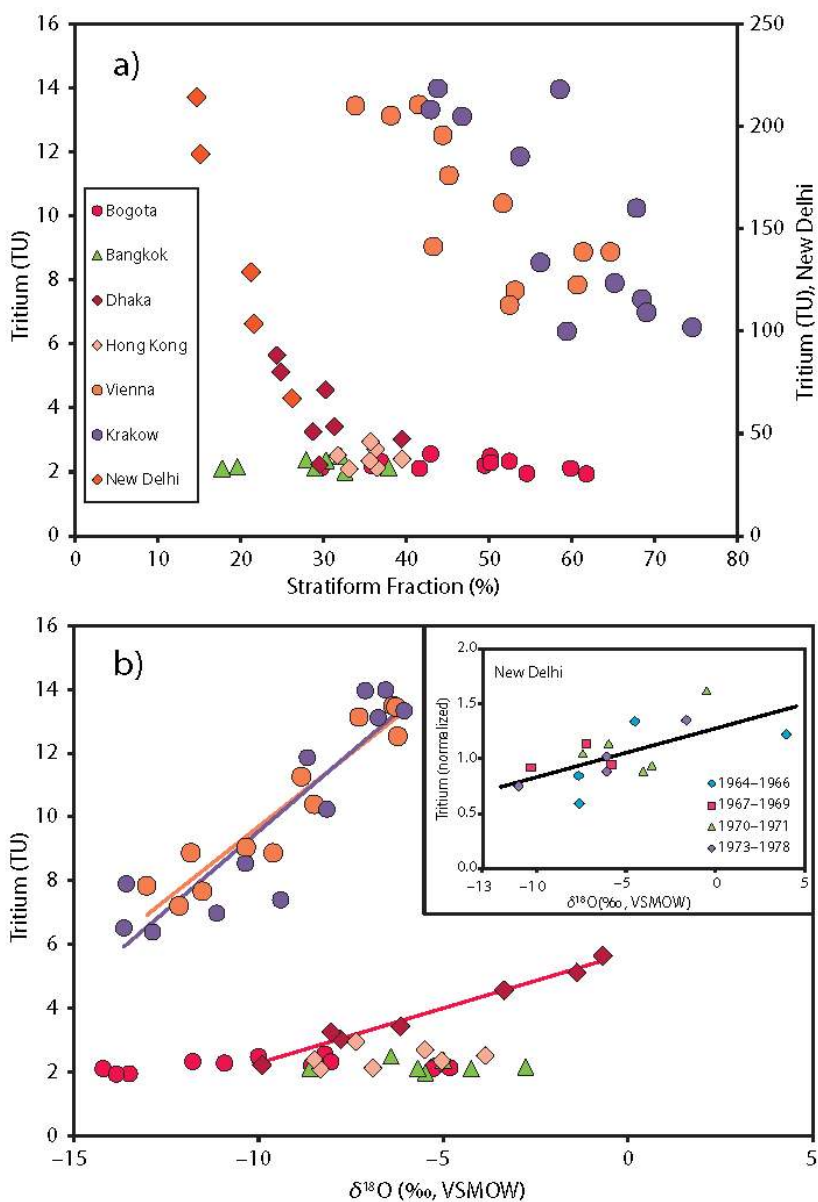 a)
16
14
12
10
8
6
4
2
0
Tritium (TU)
250
200
150
100
50
0
Tritium (TU), New Delhi
Bogota
Bangkok
Dhaka
Hong Kong
Vienna
Krakow
New Delhi
0 10 20 30 40 50 60 70 80
Stratiform Fraction (%)
b)
16
14
12
10
8
6
4
2
0
Tritium (TU)
−15 −10 −5 0 5
δ18O (‰, VSMOW)
New Delhi
2.0
1.5
1.0
0.5
0.0
Tritium (normalized)
1964–1966
1967–1969
1970–1971
1973–1978
−13 −10 −5 0 5
δ18O(‰, VSMOW)